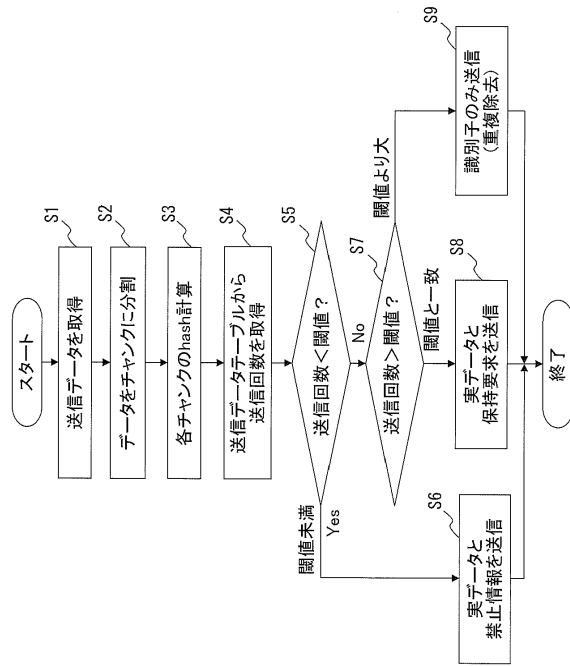 スタート
S1
送信データを取得
S2
データをチャンクに分割
S3
各チャンクのhash計算
S4
送信データテーブルから
送信回数を取得
S5
送信回数<閾値?
閾値未満
Yes
No
S7
送信回数>閾値?
閾値より大
閾値と一致
S6
実データと
禁止情報を送信
S8
実データと
保持要求を送信
S9
識別子のみ送信
(重複除去)
終了